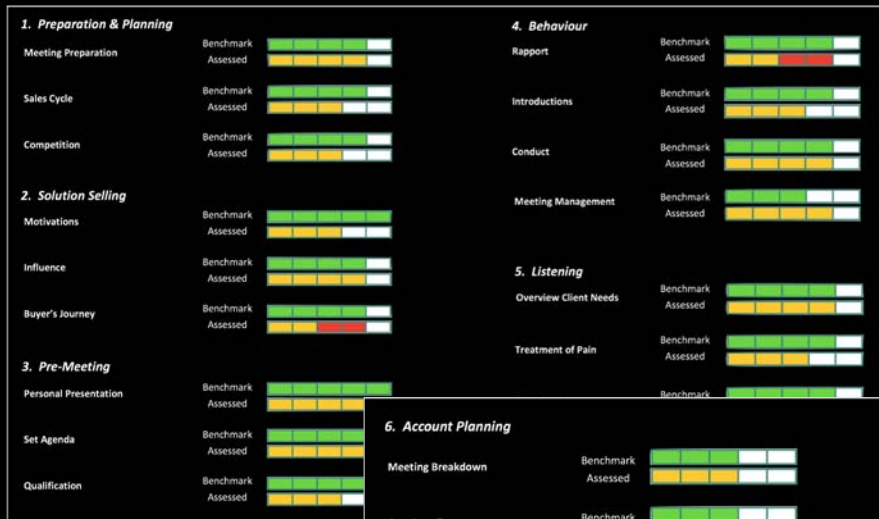 1. Preparation & Planning
Meeting Preparation
Benchmark
Assessed
Sales Cycle
Benchmark
Assessed
Competition
Benchmark
Assessed
2. Solution Selling
Motivations
Benchmark
Assessed
Influence
Benchmark
Assessed
Buyer's Journey
Benchmark
Assessed
3. Pre-Meeting
Personal Presentation
Benchmark
Assessed
Set Agenda
Benchmark
Assessed
Qualification
Benchmark
Assessed
4. Behaviour
Rapport
Benchmark
Assessed
Introductions
Benchmark
Assessed
Conduct
Benchmark
Assessed
Meeting Management
Benchmark
Assessed
5. Listening
Overview Client Needs
Benchmark
Assessed
Treatment of Pain
Benchmark
Assessed
Benchmark
6. Account Planning
Meeting Breakdown
Benchmark
Assessed
Benchmark